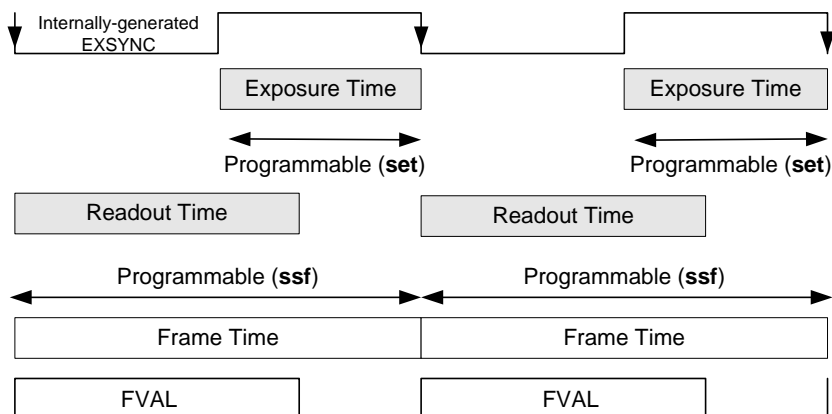 Internally-generated
EXSYNC
Exposure Time
Exposure Time
Programmable (set)
Programmable (set)
Readout Time
Readout Time
Programmable (ssf)
Programmable (ssf)
Frame Time
Frame Time
FVAL
FVAL